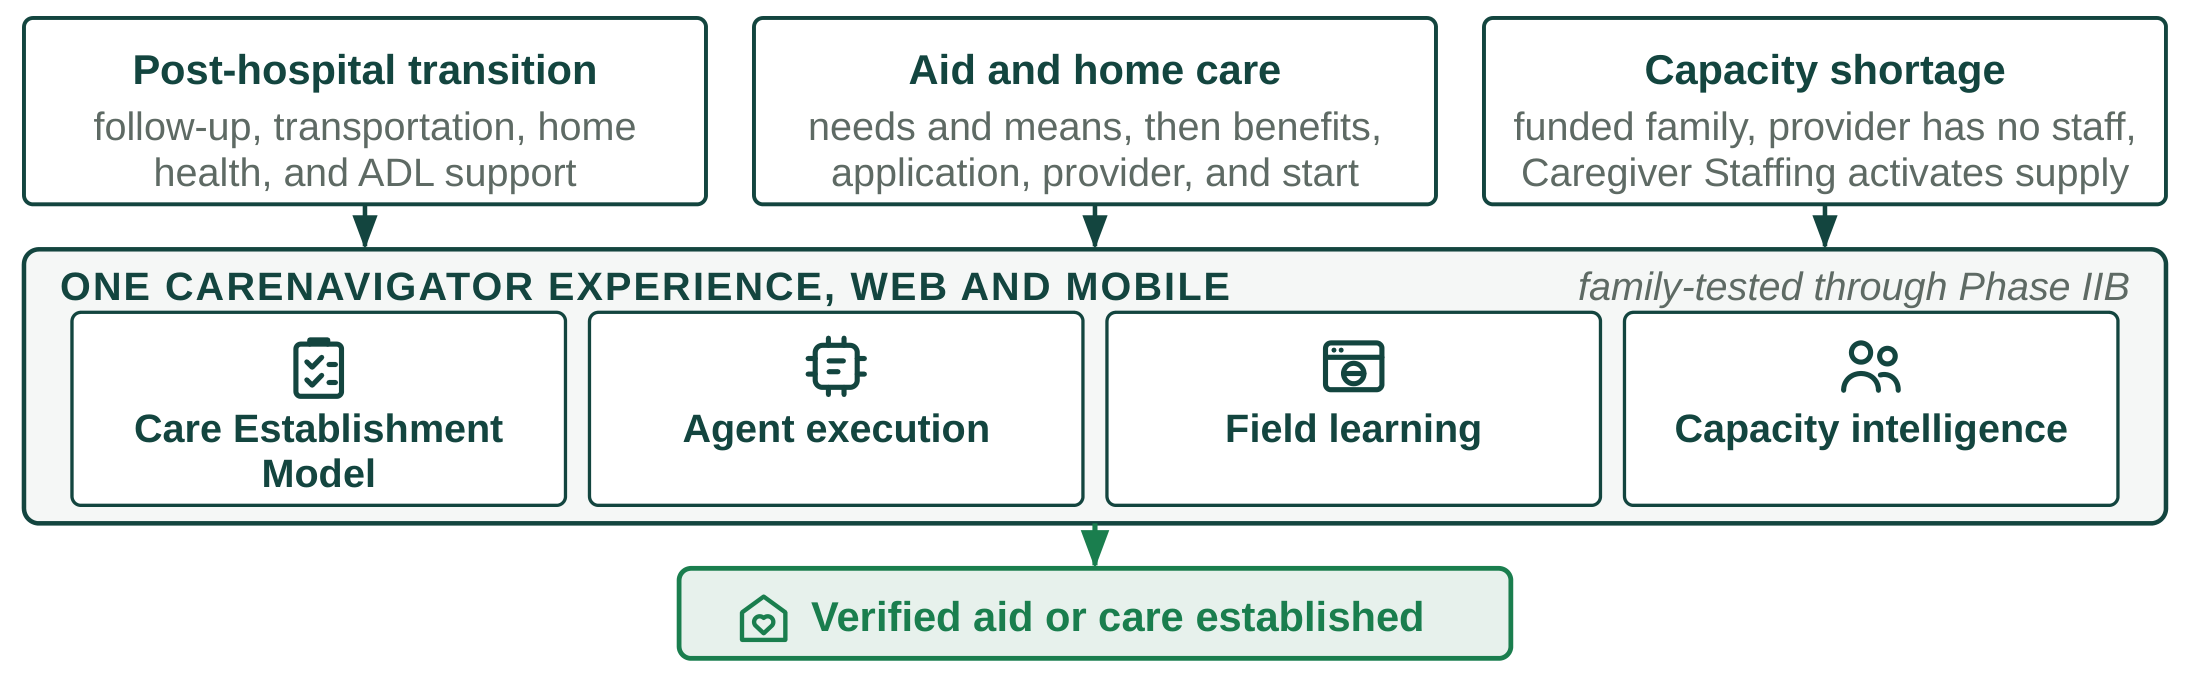 Post-hospital transition
follow-up, transportation, home
health, and ADL support
Aid and home care
needs and means, then benefits,
application, provider, and start
Capacity shortage
funded family, provider has no staff,
Caregiver Staffing activates supply
ONE CARENAVIGATOR EXPERIENCE, WEB AND MOBILE
family-tested through Phase IIB
Care Establishment
Model
Agent execution
Field learning
Capacity intelligence
Verified aid or care established